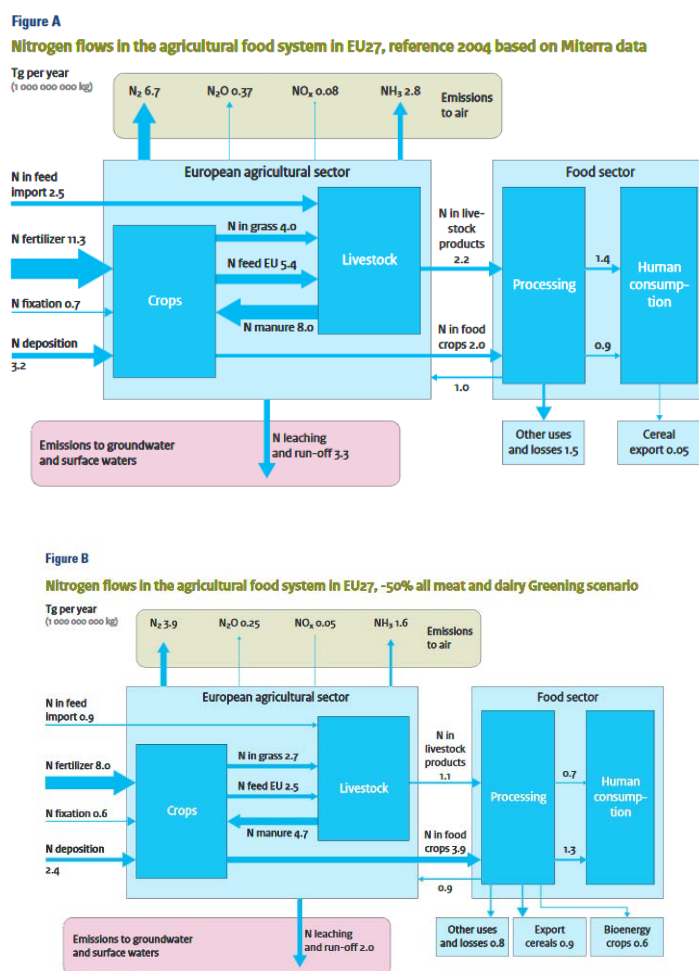 Figure A
Nitrogen flows in the agricultural food system in EU27, reference 2004 based on Miterra data
Tg per year
(1 000 000 000 kg)
N₂ 6.7
N₂O 0.37
NOₓ 0.08
NH₃ 2.8
Emissions
to air
European agricultural sector
Food sector
N in feed
import 2.5
N fertilizer 11.3
N fixation 0.7
N deposition
3.2
Crops
N in grass 4.0
N feed EU 5.4
N manure 8.0
Livestock
N in live-
stock
products
2.2
N in food
crops 2.0
1.0
Processing
1.4
0.9
Human
consump-
tion
Emissions to groundwater
and surface waters
N leaching
and run-off 3.3
Other uses
and losses 1.5
Cereal
export 0.05
Figure B
Nitrogen flows in the agricultural food system in EU27, -50% all meat and dairy Greening scenario
Tg per year
(1 000 000 000 kg)
N₂ 3.9
N₂O 0.25
NOₓ 0.05
NH₃ 1.6
Emissions
to air
European agricultural sector
Food sector
N in feed
import 0.9
N fertilizer 8.0
N fixation 0.6
N deposition
2.4
Crops
N in grass 2.7
N feed EU 2.5
N manure 4.7
Livestock
N in
livestock
products
1.1
N in food
crops 3.9
0.9
Processing
0.7
1.3
Human
consump-
tion
Emissions to groundwater
and surface waters
N leaching
and run-off 2.0
Other uses
and losses 0.8
Export
cereals 0.9
Bioenergy
crops 0.6